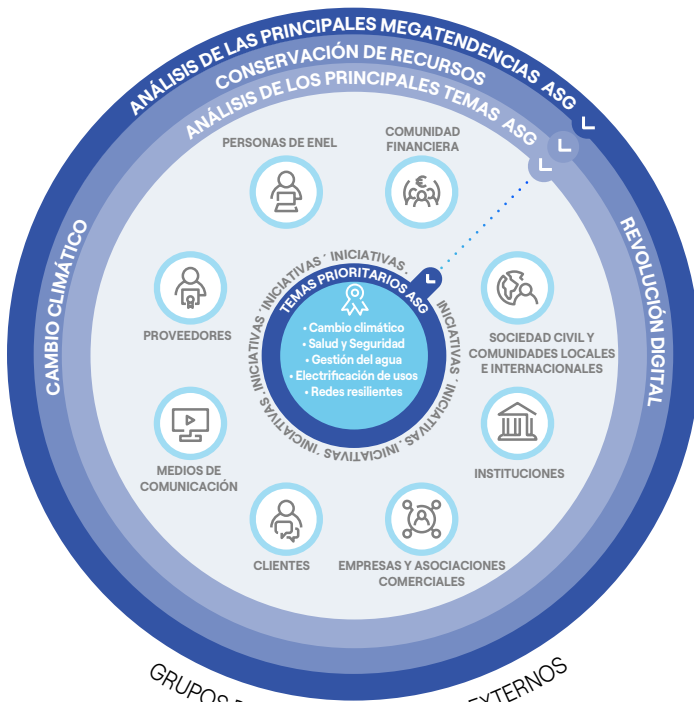 ANÁLISIS DE LAS PRINCIPALES MEGATENDENCIAS ASG
CONSERVACIÓN DE RECURSOS
ANÁLISIS DE LOS PRINCIPALES TEMAS ASG
CAMBIO CLIMÁTICO
REVOLUCIÓN DIGITAL
PERSONAS DE ENEL
COMUNIDAD
FINANCIERA
PROVEEDORES
SOCIEDAD CIVIL Y
COMUNIDADES LOCALES
E INTERNACIONALES
MEDIOS DE
COMUNICACIÓN
INSTITUCIONES
CLIENTES
EMPRESAS Y ASOCIACIONES
COMERCIALES
INICIATIVAS · INICIATIVAS · INICIATIVAS · INICIATIVAS · INICIATIVAS · INICIATIVAS · INICIATIVAS
TEMAS PRIORITARIOS ASG
• Cambio climático
• Salud y Seguridad
• Gestión del agua
• Electrificación de usos
• Redes resilientes
GRUPOS
EXTERNOS